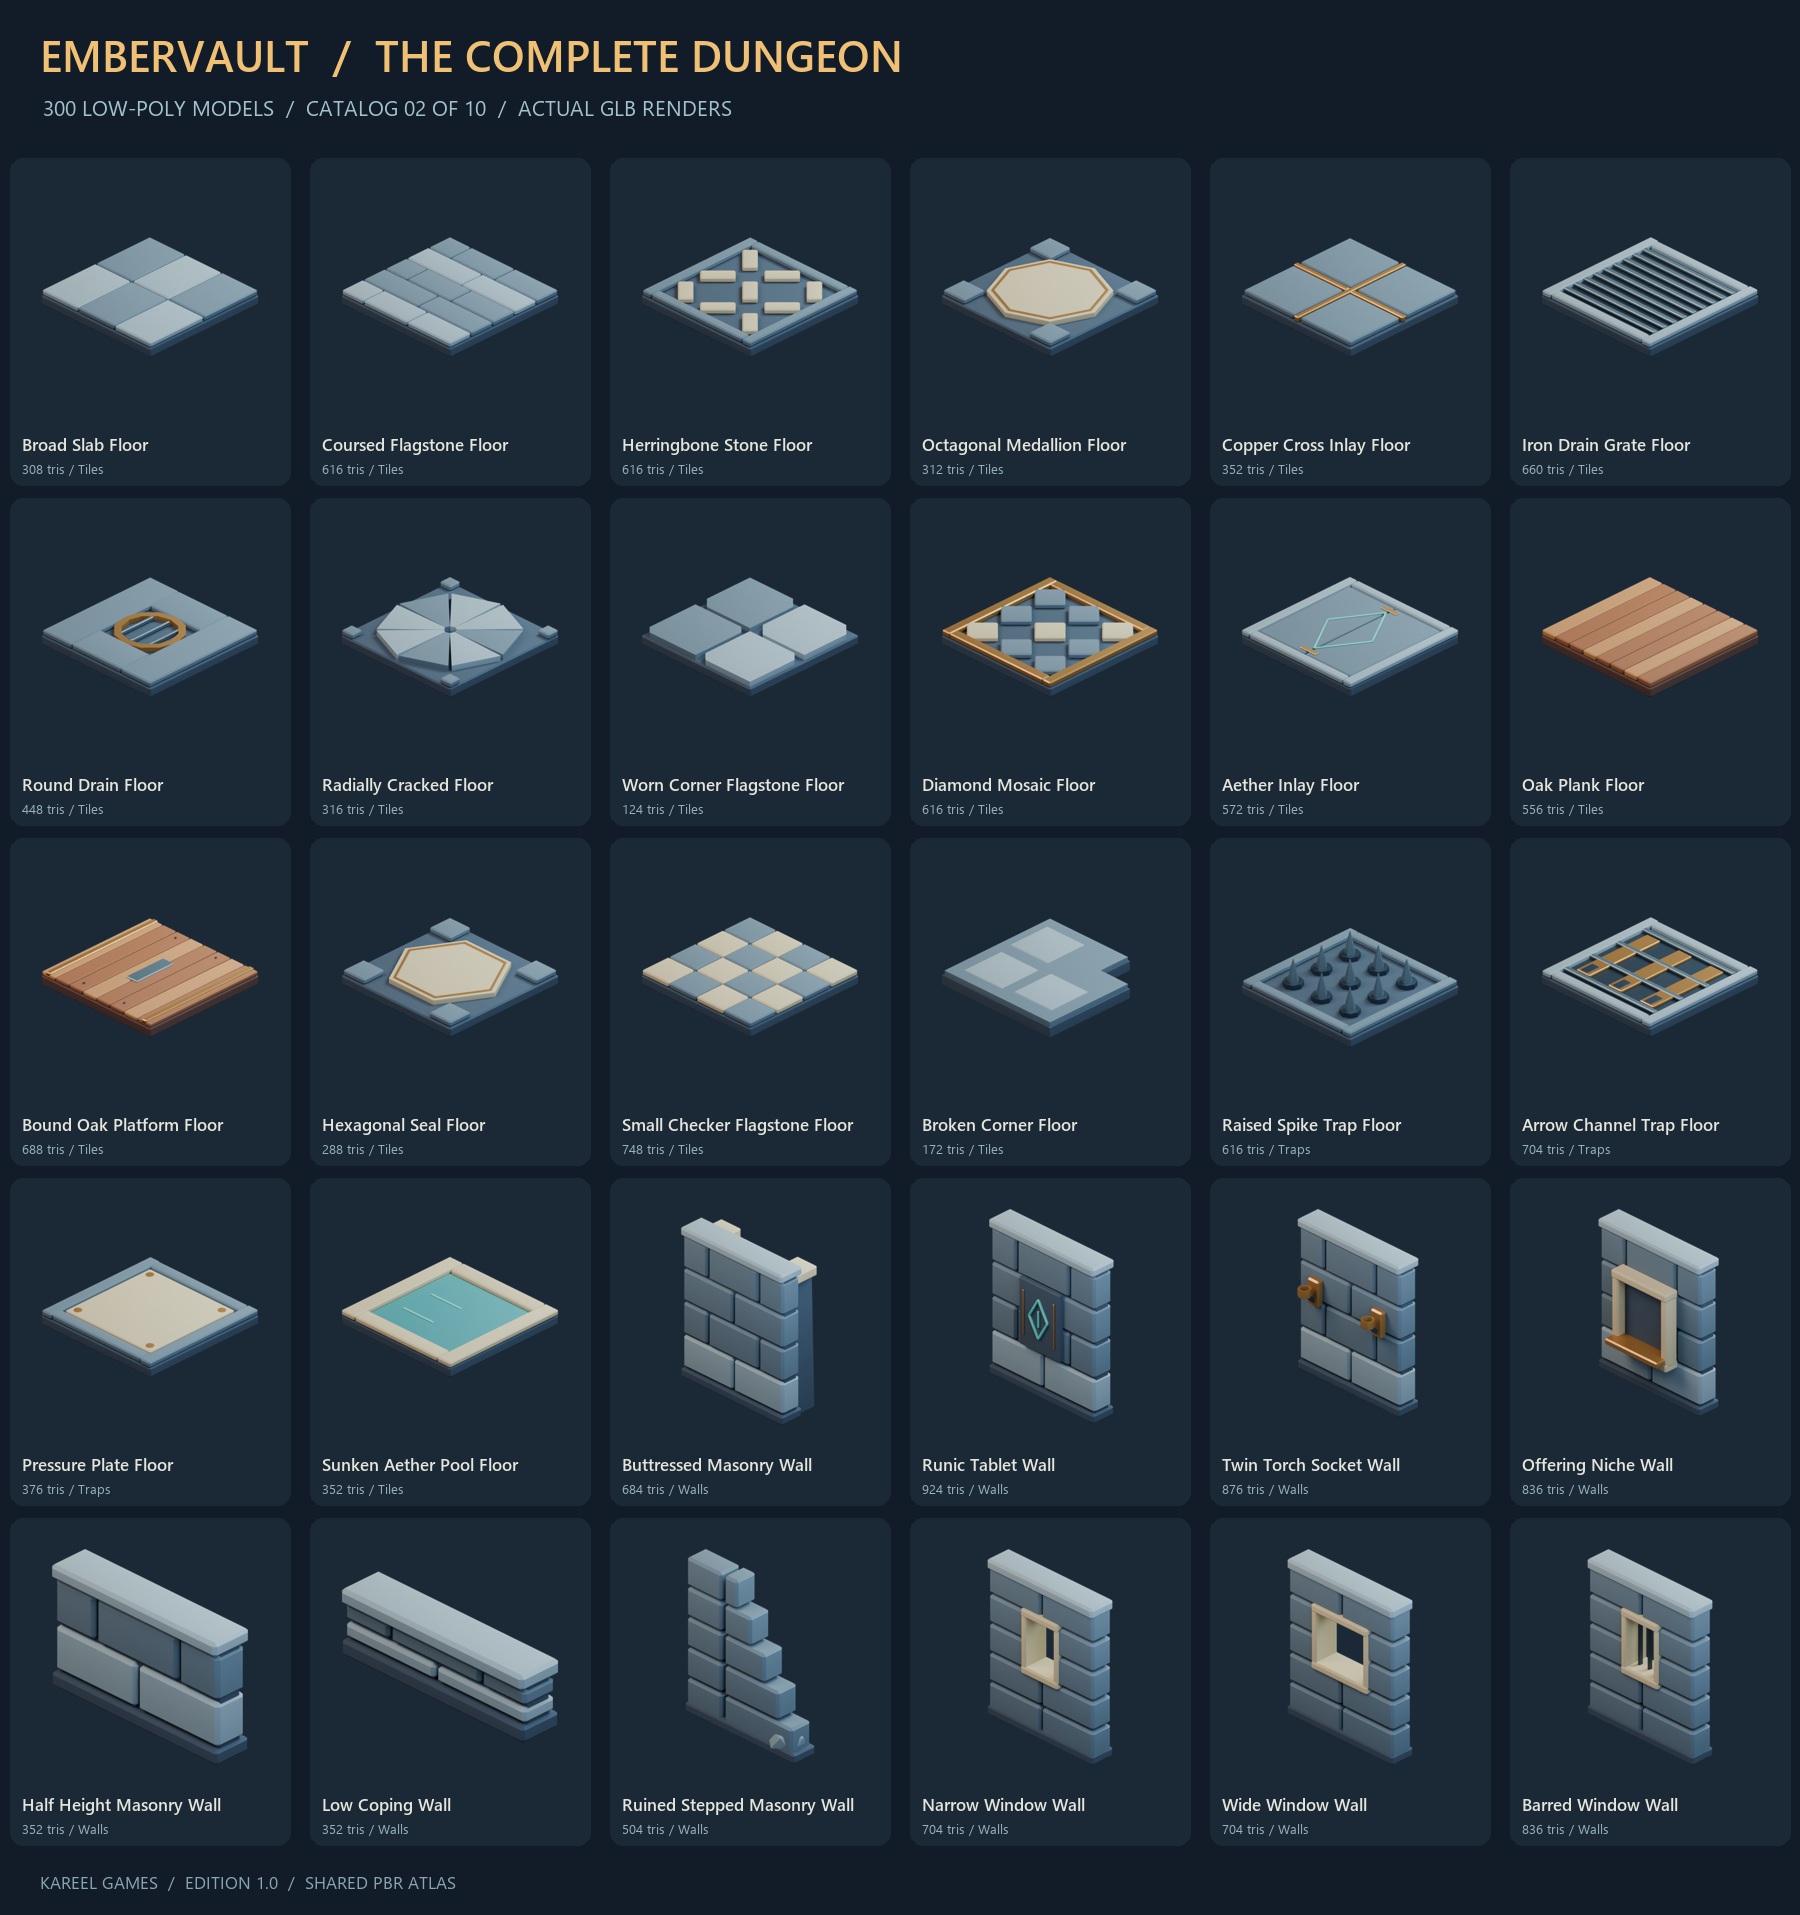 EMBERVAULT / THE COMPLETE DUNGEON
300 LOW-POLY MODELS / CATALOG 02 OF 10 / ACTUAL GLB RENDERS
Broad Slab Floor
308 tris / Tiles
Coursed Flagstone Floor
616 tris / Tiles
Herringbone Stone Floor
616 tris / Tiles
Octagonal Medallion Floor
312 tris / Tiles
Copper Cross Inlay Floor
352 tris / Tiles
Iron Drain Grate Floor
660 tris / Tiles
Round Drain Floor
448 tris / Tiles
Radially Cracked Floor
316 tris / Tiles
Worn Corner Flagstone Floor
124 tris / Tiles
Diamond Mosaic Floor
616 tris / Tiles
Aether Inlay Floor
572 tris / Tiles
Oak Plank Floor
556 tris / Tiles
Bound Oak Platform Floor
688 tris / Tiles
Hexagonal Seal Floor
288 tris / Tiles
Small Checker Flagstone Floor
748 tris / Tiles
Broken Corner Floor
172 tris / Tiles
Raised Spike Trap Floor
616 tris / Traps
Arrow Channel Trap Floor
704 tris / Traps
Pressure Plate Floor
376 tris / Traps
Sunken Aether Pool Floor
352 tris / Tiles
Buttressed Masonry Wall
684 tris / Walls
Runic Tablet Wall
924 tris / Walls
Twin Torch Socket Wall
876 tris / Walls
Offering Niche Wall
836 tris / Walls
Half Height Masonry Wall
352 tris / Walls
Low Coping Wall
352 tris / Walls
Ruined Stepped Masonry Wall
504 tris / Walls
Narrow Window Wall
704 tris / Walls
Wide Window Wall
704 tris / Walls
Barred Window Wall
836 tris / Walls
KAREEL GAMES / EDITION 1.0 / SHARED PBR ATLAS